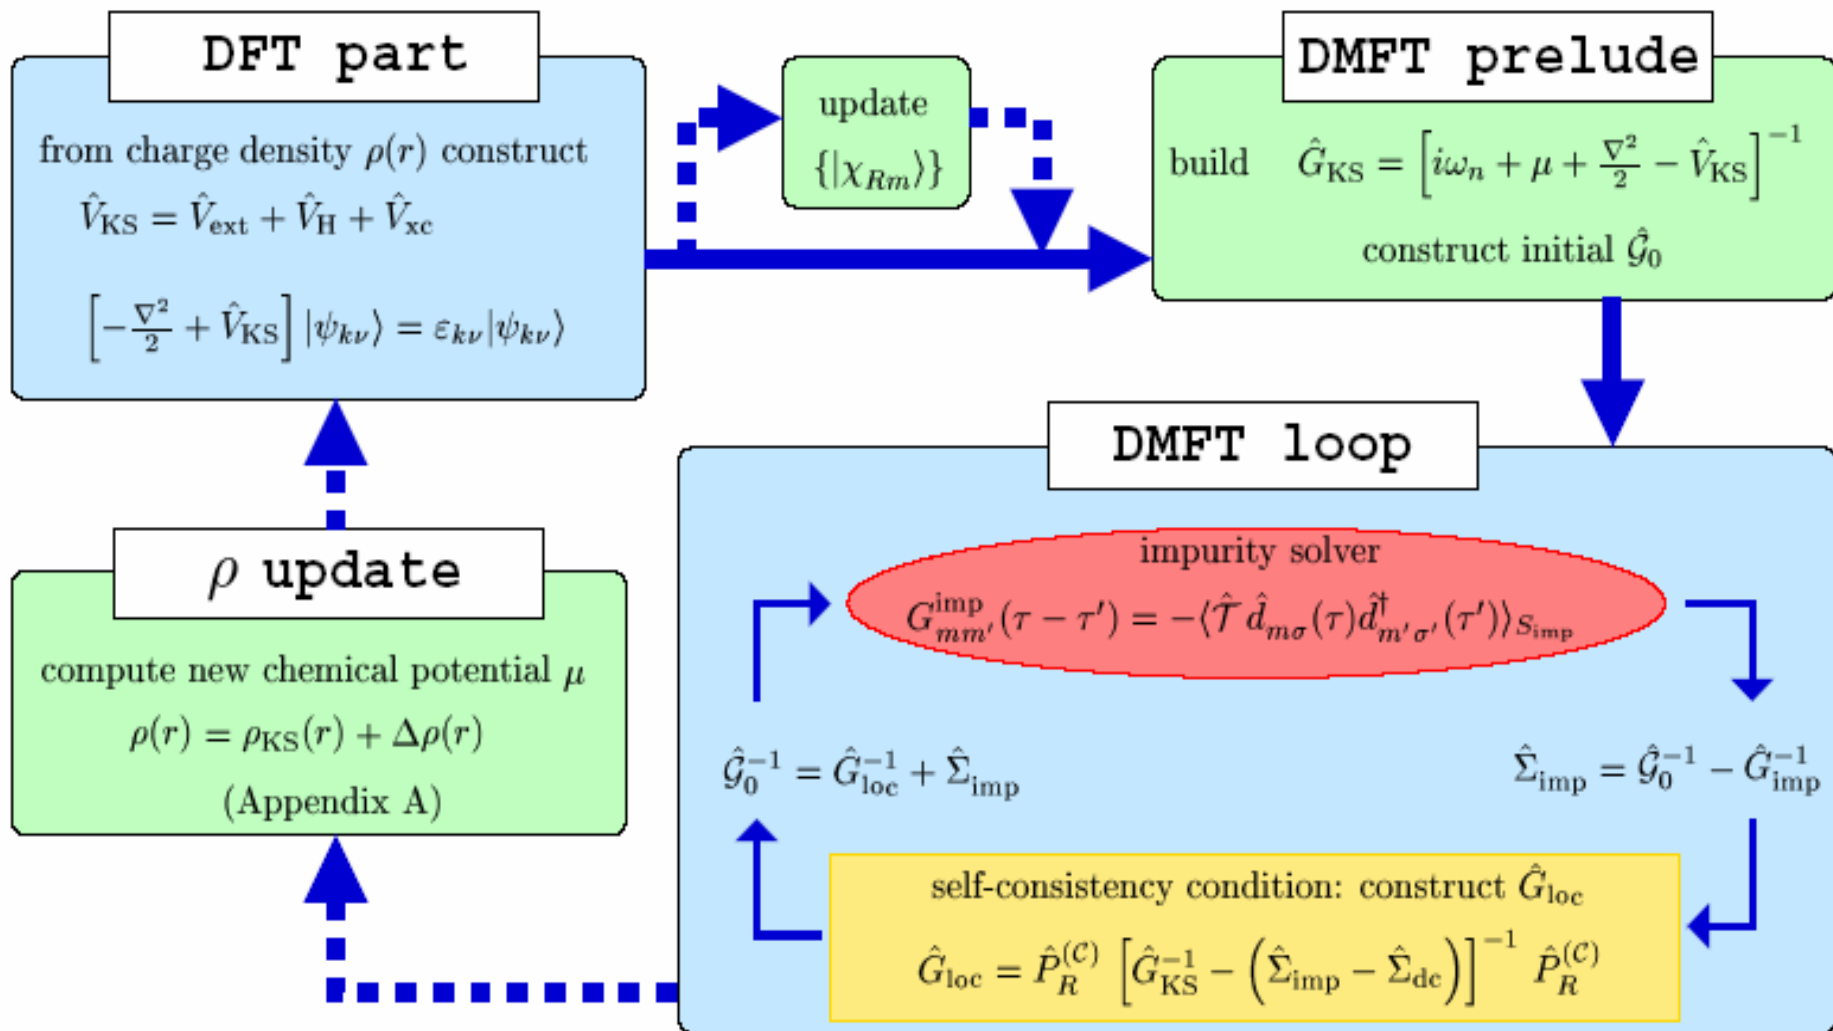 DFT part
from charge density ρ(r) construct
V̂_KS = V̂_ext + V̂_H + V̂_xc
[−∇²/2 + V̂_KS] |ψ_kν⟩ = ε_kν|ψ_kν⟩
update
{|χ_Rm⟩}
DMFT prelude
build Ĝ_KS = [iω_n + μ + ∇²/2 − V̂_KS]^−1
construct initial 𝒢̂_0
DMFT loop
impurity solver
G^imp_mm′(τ − τ′) = −⟨𝒯̂ d̂_mσ(τ)d̂†_m′σ′(τ′)⟩_S_imp
𝒢̂_0^−1 = Ĝ_loc^−1 + Σ̂_imp
Σ̂_imp = 𝒢̂_0^−1 − Ĝ_imp^−1
self-consistency condition: construct Ĝ_loc
Ĝ_loc = P̂_R^(𝒞) [Ĝ_KS^−1 − (Σ̂_imp − Σ̂_dc)]^−1 P̂_R^(𝒞)
ρ update
compute new chemical potential μ
ρ(r) = ρ_KS(r) + Δρ(r)
(Appendix A)